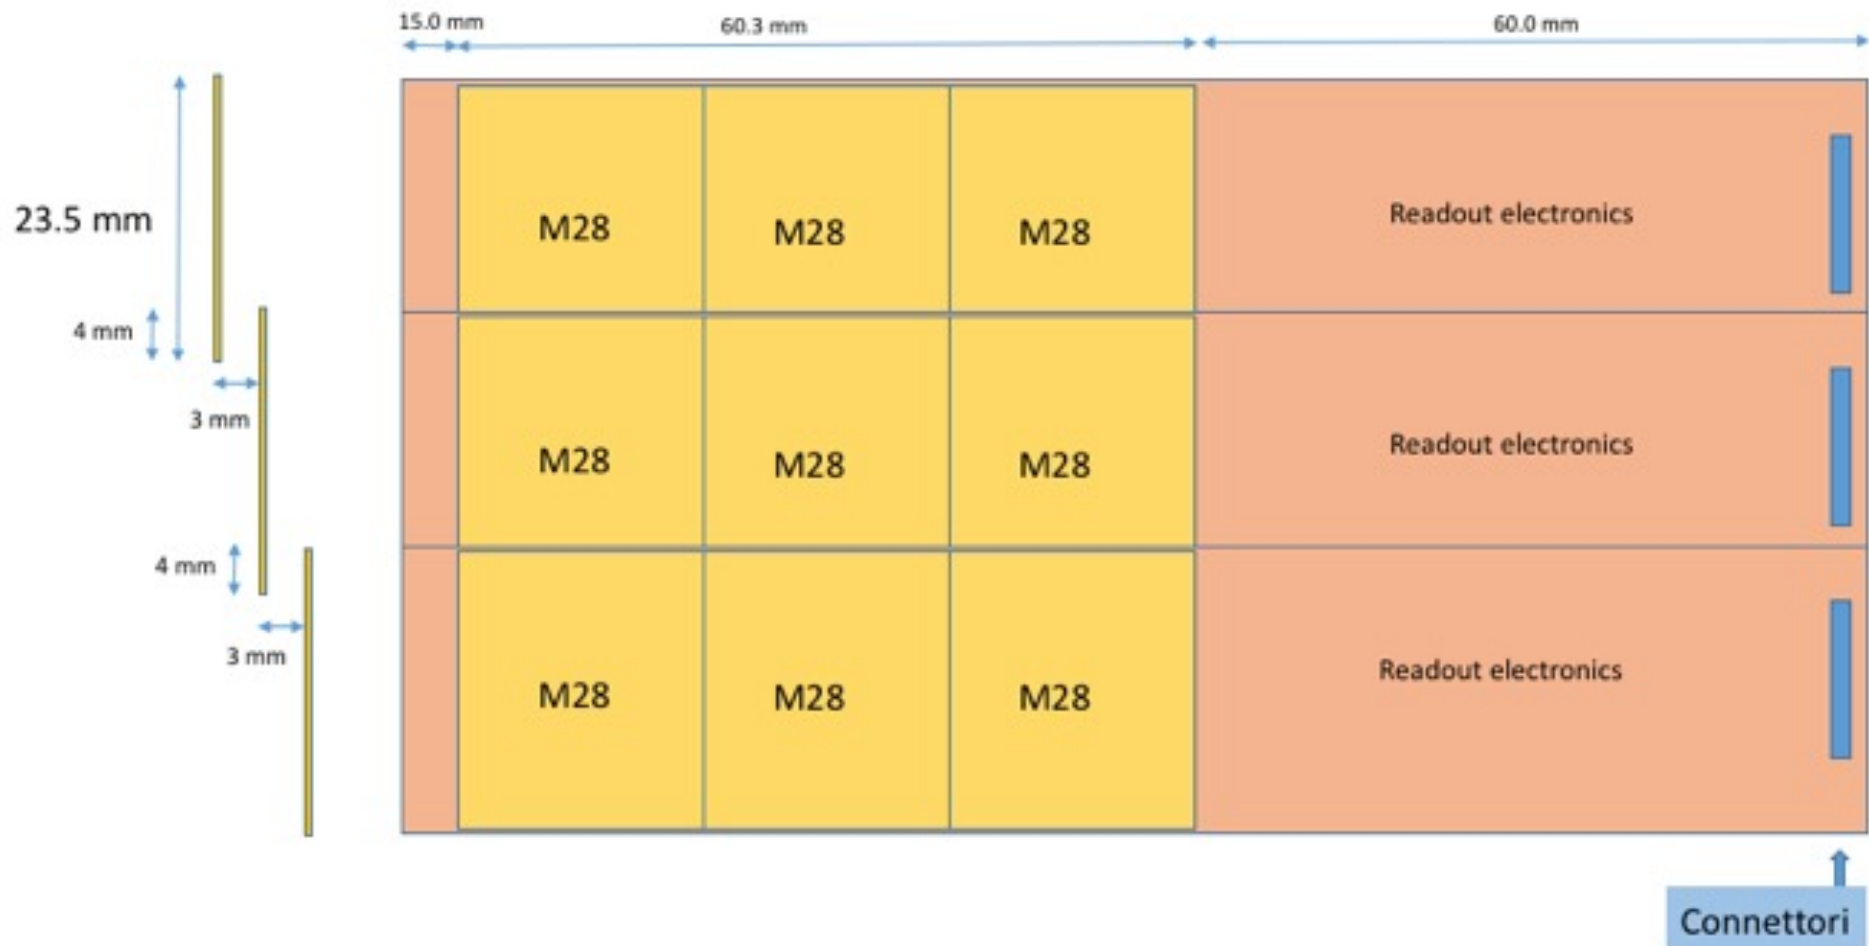 15.0 mm
60.3 mm
60.0 mm
23.5 mm
M28
M28
M28
Readout electronics
4 mm
3 mm
M28
M28
M28
Readout electronics
4 mm
3 mm
M28
M28
M28
Readout electronics
Connettori